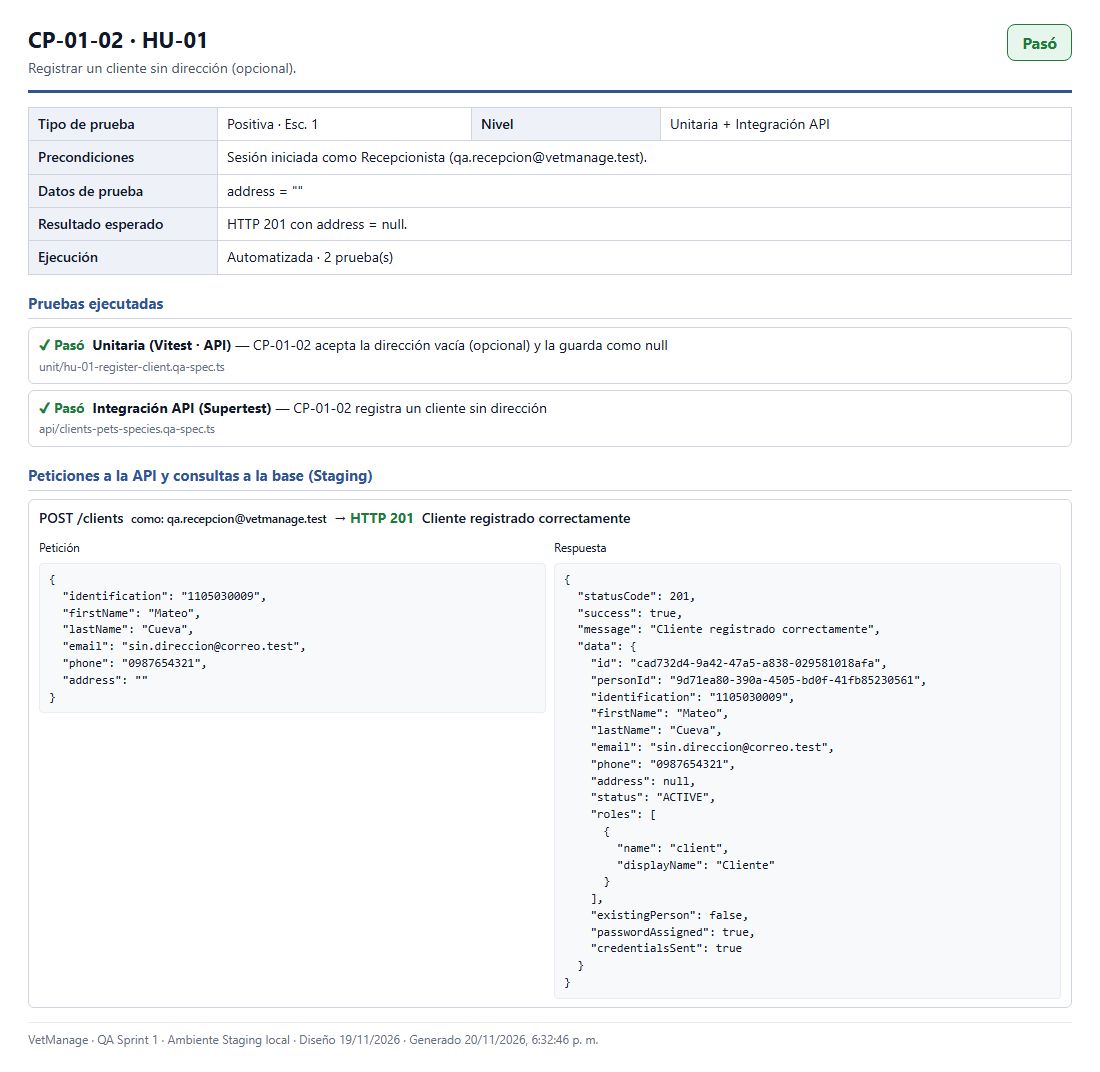 CP-01-02 · HU-01
Pasó
Registrar un cliente sin dirección (opcional).
Tipo de prueba Positiva · Esc. 1 Nivel Unitaria + Integración API
Precondiciones Sesión iniciada como Recepcionista (qa.recepcion@vetmanage.test).
Datos de prueba address = ""
Resultado esperado HTTP 201 con address = null.
Ejecución Automatizada · 2 prueba(s)
Pruebas ejecutadas
✓ Pasó Unitaria (Vitest · API) — CP-01-02 acepta la dirección vacía (opcional) y la guarda como null
unit/hu-01-register-client.qa-spec.ts
✓ Pasó Integración API (Supertest) — CP-01-02 registra un cliente sin dirección
api/clients-pets-species.qa-spec.ts
Peticiones a la API y consultas a la base (Staging)
POST /clients como: qa.recepcion@vetmanage.test → HTTP 201 Cliente registrado correctamente
Petición
{
"identification": "1105030009",
"firstName": "Mateo",
"lastName": "Cueva",
"email": "sin.direccion@correo.test",
"phone": "0987654321",
"address": ""
}
Respuesta
{
"statusCode": 201,
"success": true,
"message": "Cliente registrado correctamente",
"data": {
"id": "cad732d4-9a42-47a5-a838-029581018afa",
"personId": "9d71ea80-390a-4505-bd0f-41fb85230561",
"identification": "1105030009",
"firstName": "Mateo",
"lastName": "Cueva",
"email": "sin.direccion@correo.test",
"phone": "0987654321",
"address": null,
"status": "ACTIVE",
"roles": [
{
"name": "client",
"displayName": "Cliente"
}
],
"existingPerson": false,
"passwordAssigned": true,
"credentialsSent": true
}
}
VetManage · QA Sprint 1 · Ambiente Staging local · Diseño 19/11/2026 · Generado 20/11/2026, 6:32:46 p. m.